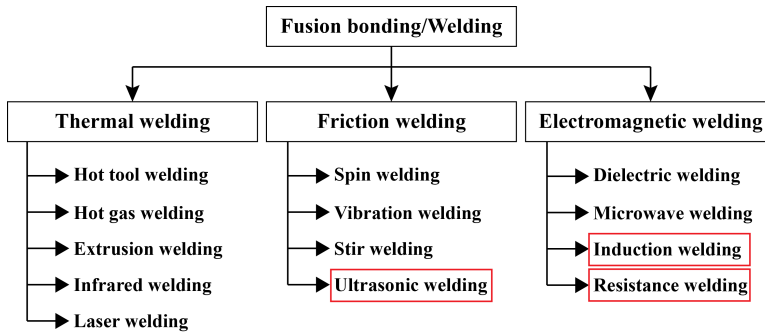 Fusion bonding/Welding
Thermal welding
Hot tool welding
Hot gas welding
Extrusion welding
Infrared welding
Laser welding
Friction welding
Spin welding
Vibration welding
Stir welding
Ultrasonic welding
Electromagnetic welding
Dielectric welding
Microwave welding
Induction welding
Resistance welding